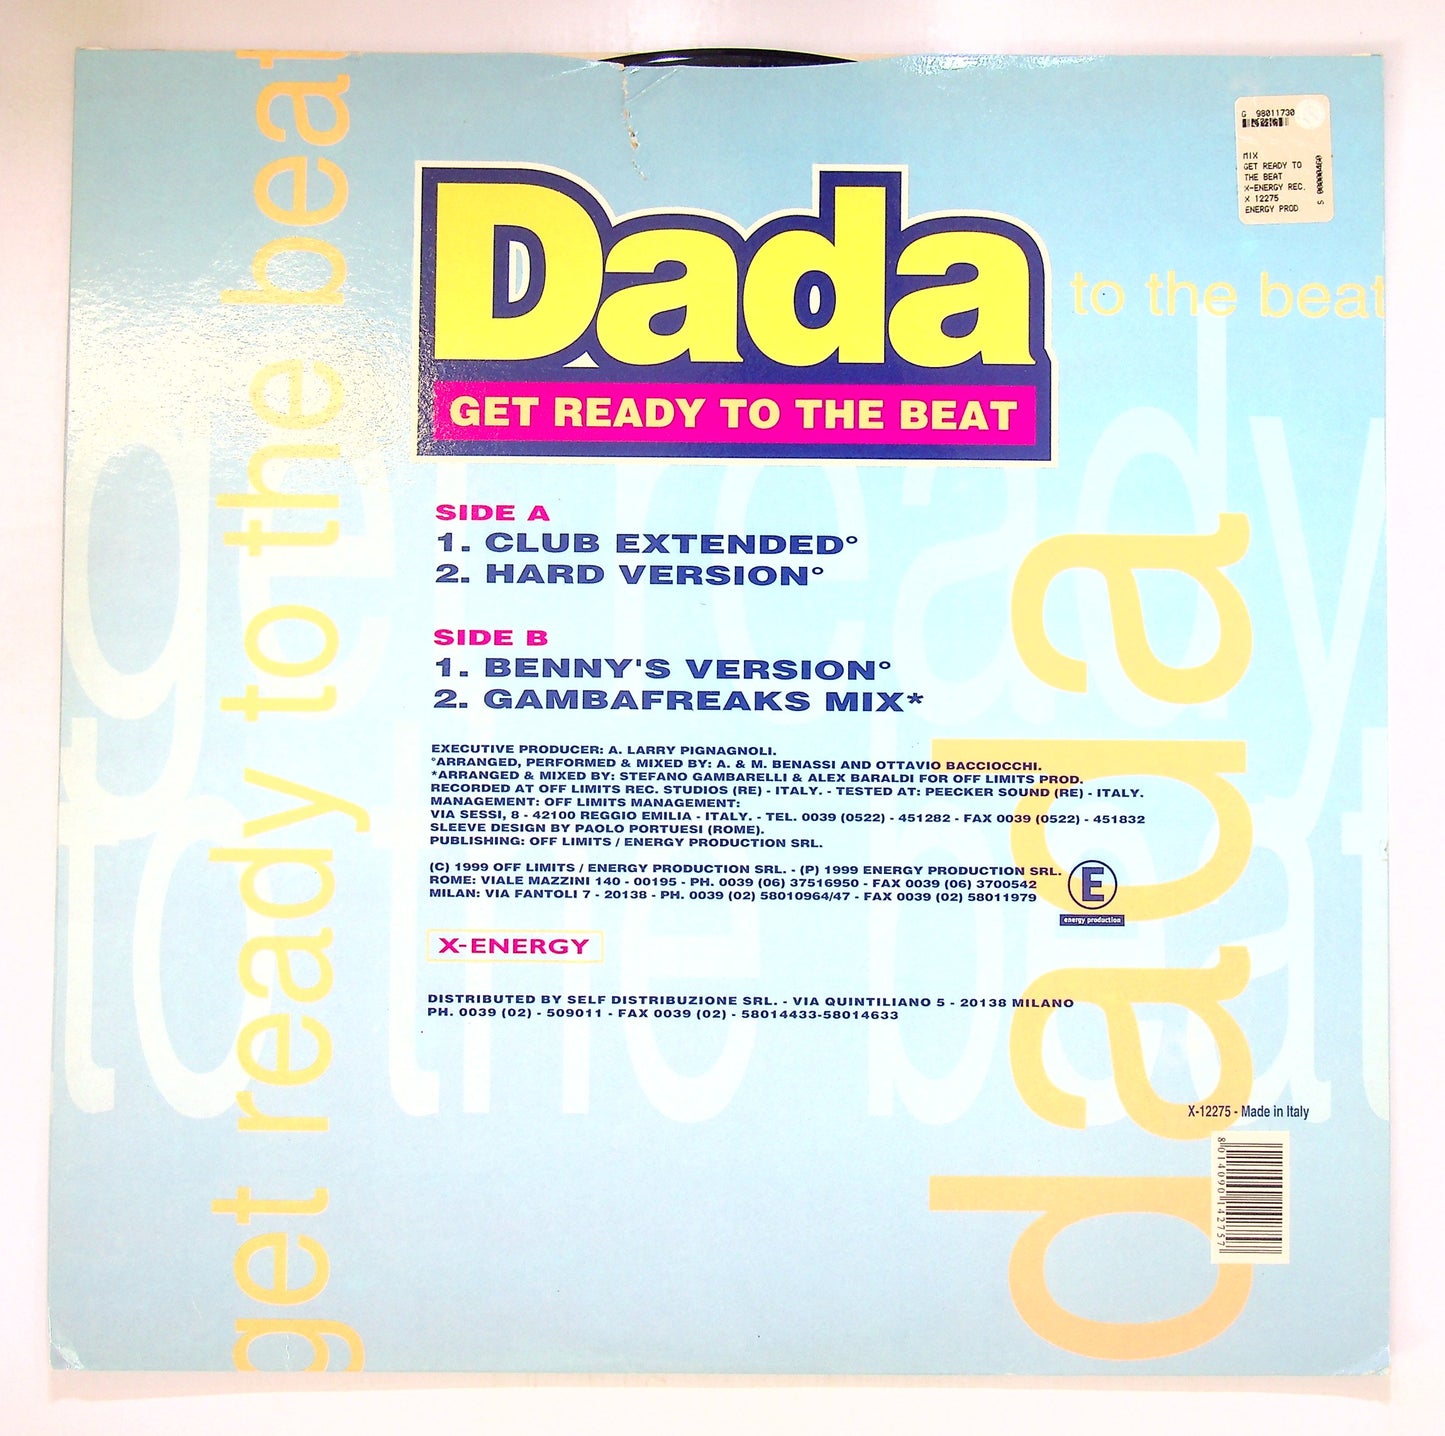 get ready to the beat
Dada
GET READY TO THE BEAT
G 98011730
MIX
GET READY TO
THE BEAT
X-ENERGY REC.
X 12275
ENERGY PROD
to the beat
get ready
to the beat
dada
SIDE A
1. CLUB EXTENDED°
2. HARD VERSION°
SIDE B
1. BENNY'S VERSION°
2. GAMBAFREAKS MIX*
EXECUTIVE PRODUCER: A. LARRY PIGNAGNOLI.
°ARRANGED, PERFORMED & MIXED BY: A. & M. BENASSI AND OTTAVIO BACCIOCCHI.
*ARRANGED & MIXED BY: STEFANO GAMBARELLI & ALEX BARALDI FOR OFF LIMITS PROD.
RECORDED AT OFF LIMITS REC. STUDIOS (RE) - ITALY. - TESTED AT: PEECKER SOUND (RE) - ITALY.
MANAGEMENT: OFF LIMITS MANAGEMENT:
VIA SESSI, 8 - 42100 REGGIO EMILIA - ITALY. - TEL. 0039 (0522) - 451282 - FAX 0039 (0522) - 451832
SLEEVE DESIGN BY PAOLO PORTUESI (ROME).
PUBLISHING: OFF LIMITS / ENERGY PRODUCTION SRL.
(C) 1999 OFF LIMITS / ENERGY PRODUCTION SRL. - (P) 1999 ENERGY PRODUCTION SRL.
ROME: VIALE MAZZINI 140 - 00195 - PH. 0039 (06) 37516950 - FAX 0039 (06) 3700542
MILAN: VIA FANTOLI 7 - 20138 - PH. 0039 (02) 58010964/47 - FAX 0039 (02) 58011979
E
energy production
X-ENERGY
DISTRIBUTED BY SELF DISTRIBUZIONE SRL. - VIA QUINTILIANO 5 - 20138 MILANO
PH. 0039 (02) - 509011 - FAX 0039 (02) - 58014433-58014633
X-12275 - Made in Italy
8014090142757